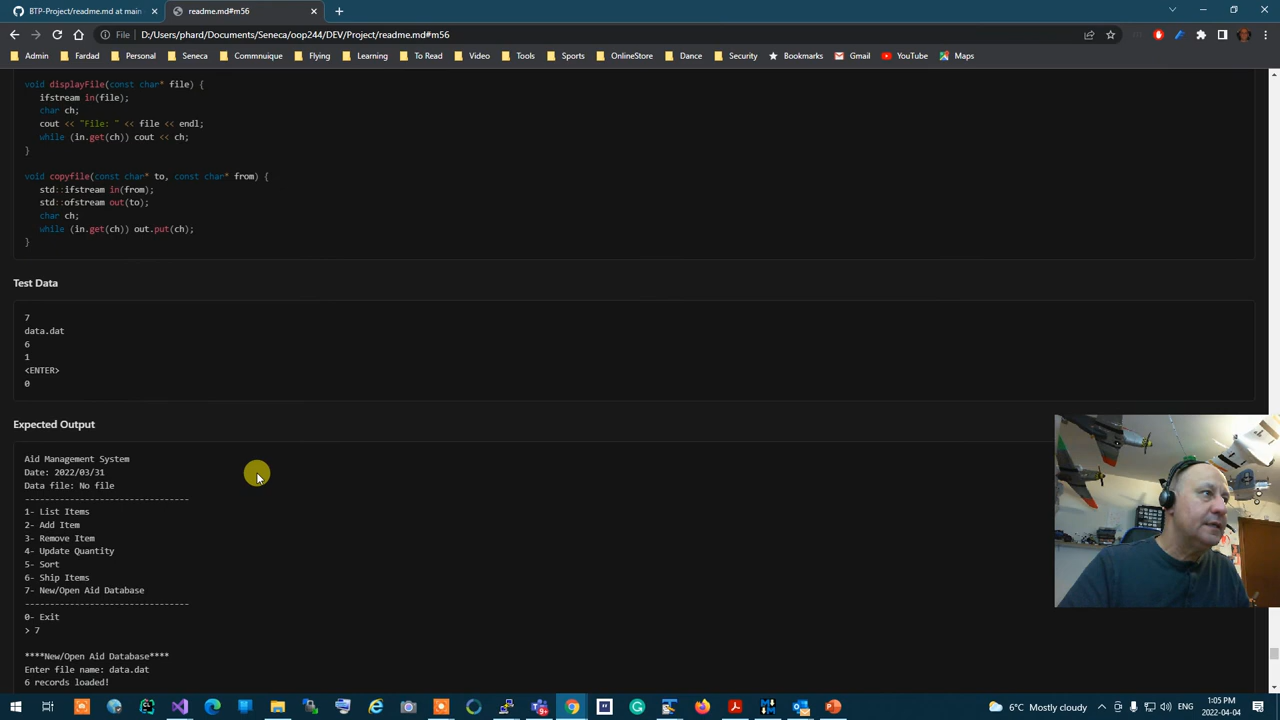 BTP-Project/readme.md at main
readme.md#m56
File D:/Users/phard/Documents/Seneca/oop244/DEV/Project/readme.md#m56
Admin Fardad Personal Seneca Commnuique Flying Learning To Read Video Tools Sports OnlineStore Dance Security Bookmarks Gmail YouTube Maps
void displayFile(const char* file) {
ifstream in(file);
char ch;
cout << "File: " << file << endl;
while (in.get(ch)) cout << ch;
}
void copyfile(const char* to, const char* from) {
std::ifstream in(from);
std::ofstream out(to);
char ch;
while (in.get(ch)) out.put(ch);
}
Test Data
7
data.dat
6
1
<ENTER>
0
Expected Output
Aid Management System
Date: 2022/03/31
Data file: No file
---------------------------------
1- List Items
2- Add Item
3- Remove Item
4- Update Quantity
5- Sort
6- Ship Items
7- New/Open Aid Database
---------------------------------
0- Exit
> 7
****New/Open Aid Database****
Enter file name: data.dat
6 records loaded!
6°C Mostly cloudy ENG 1:05 PM
2022-04-04